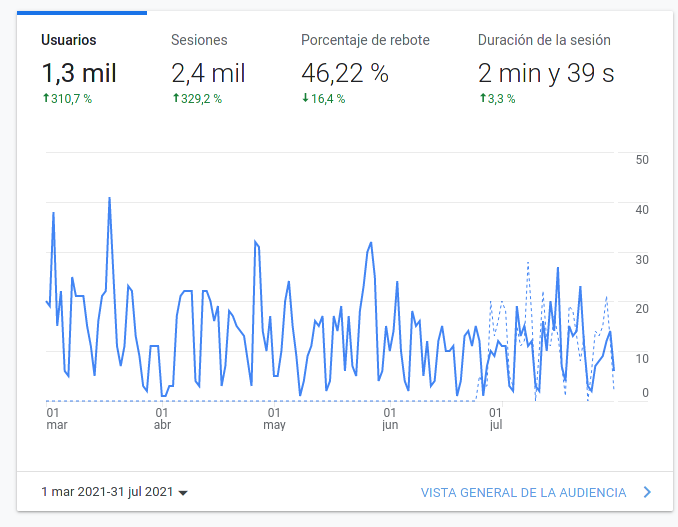 Usuarios Sesiones Porcentaje de rebote Duración de la sesión
1,3 mil 2,4 mil 46,22 % 2 min y 39 s
310,7 % 329,2 % 16,4 % 3,3 %
50
40
30
20
10
0
01 01 01 01 01
mar abr may jun jul
1 mar 2021-31 jul 2021 VISTA GENERAL DE LA AUDIENCIA